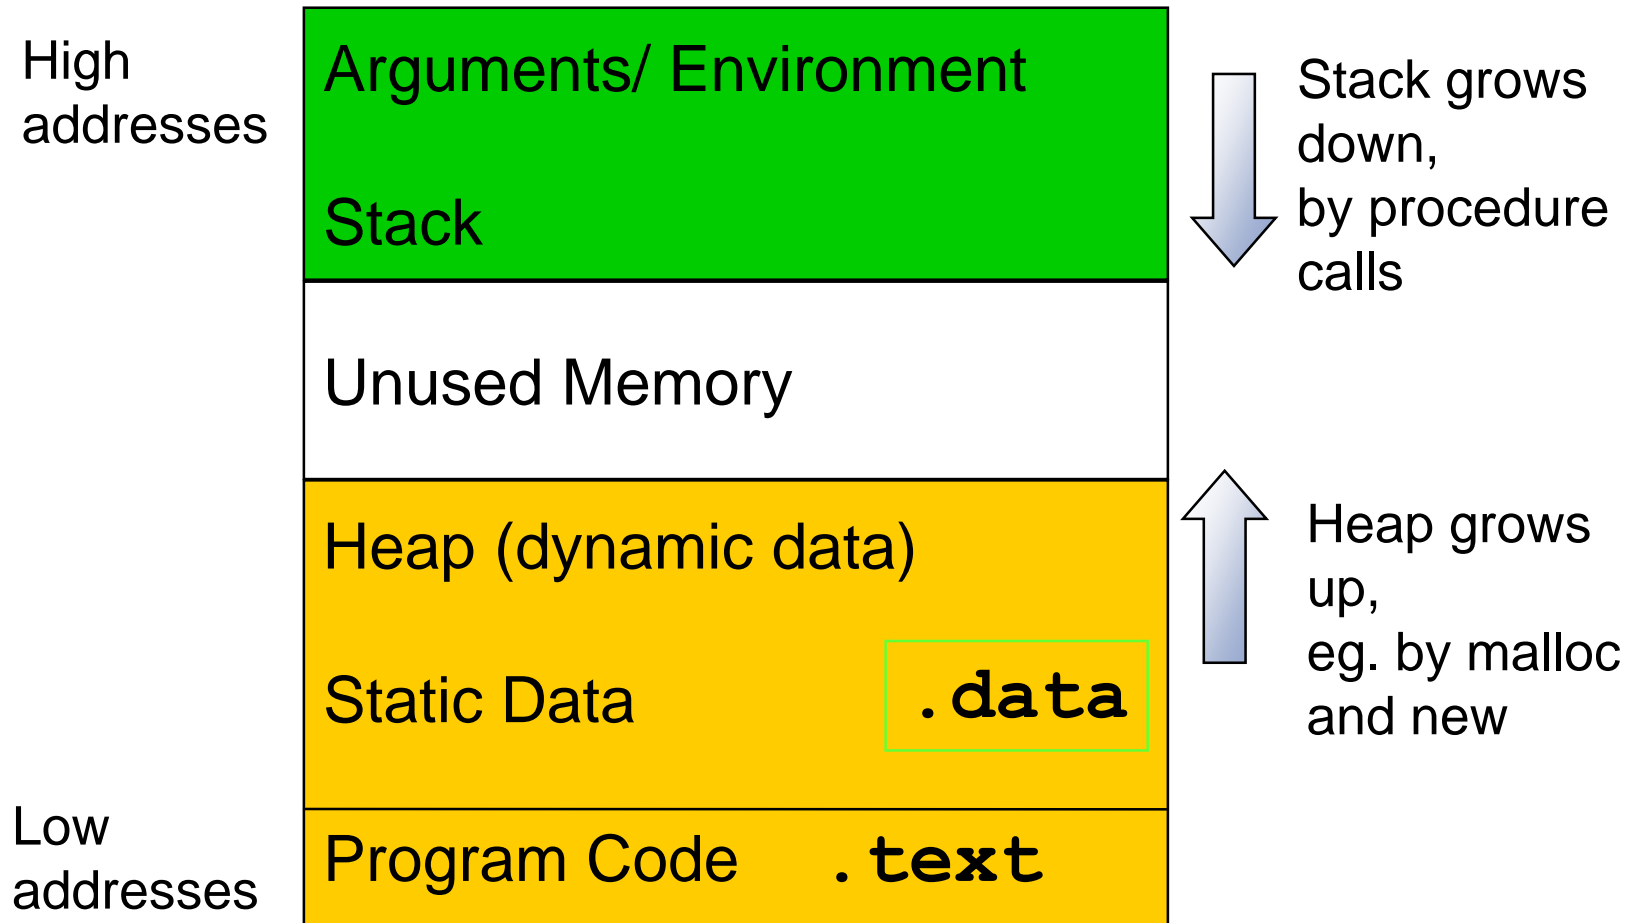 High
addresses
Arguments/ Environment
Stack
Stack grows
down,
by procedure
calls
Unused Memory
Heap (dynamic data)
Static Data .data
Heap grows
up,
eg. by malloc
and new
Low
addresses
Program Code .text